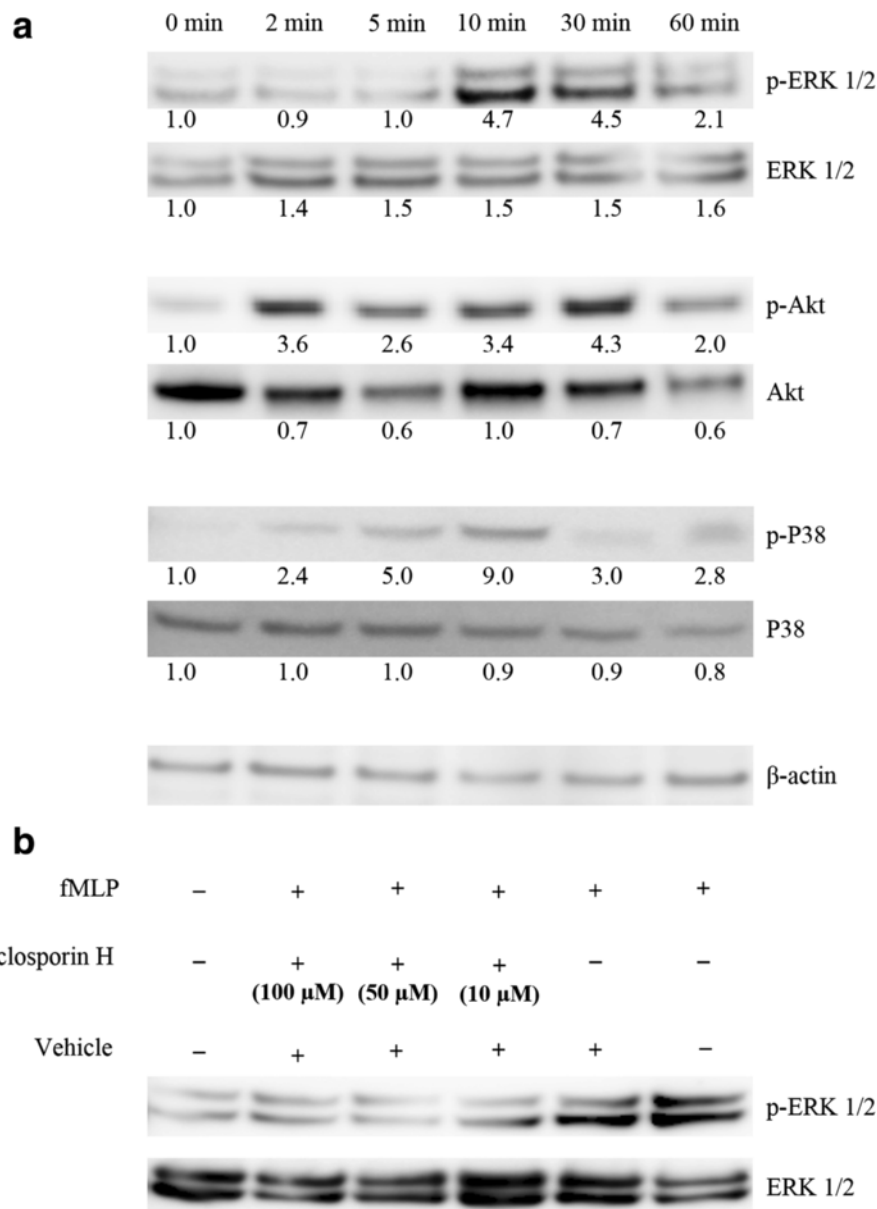 a
0 min 2 min 5 min 10 min 30 min 60 min
p-ERK 1/2
1.0 0.9 1.0 4.7 4.5 2.1
ERK 1/2
1.0 1.4 1.5 1.5 1.5 1.6
p-Akt
1.0 3.6 2.6 3.4 4.3 2.0
Akt
1.0 0.7 0.6 1.0 0.7 0.6
p-P38
1.0 2.4 5.0 9.0 3.0 2.8
P38
1.0 1.0 1.0 0.9 0.9 0.8
β-actin
b
fMLP – + + + + +
closporin H – + + + – –
(100 µM) (50 µM) (10 µM)
Vehicle – + + + + –
p-ERK 1/2
ERK 1/2